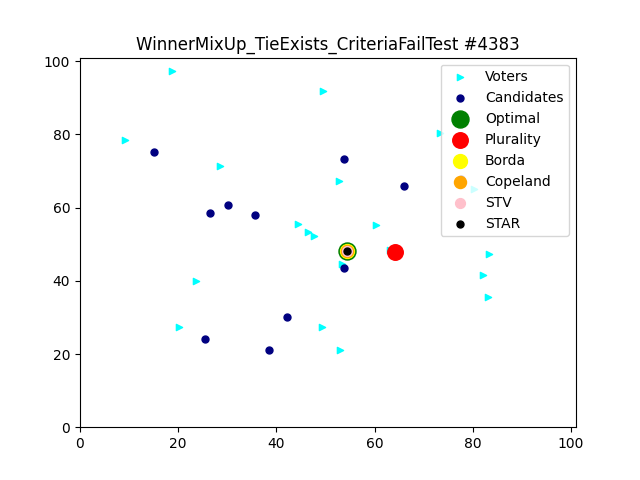 WinnerMixUp_TieExists_CriteriaFailTest #4383
100
80
60
40
20
0
0
20
40
60
80
100
Voters
Candidates
Optimal
Plurality
Borda
Copeland
STV
STAR